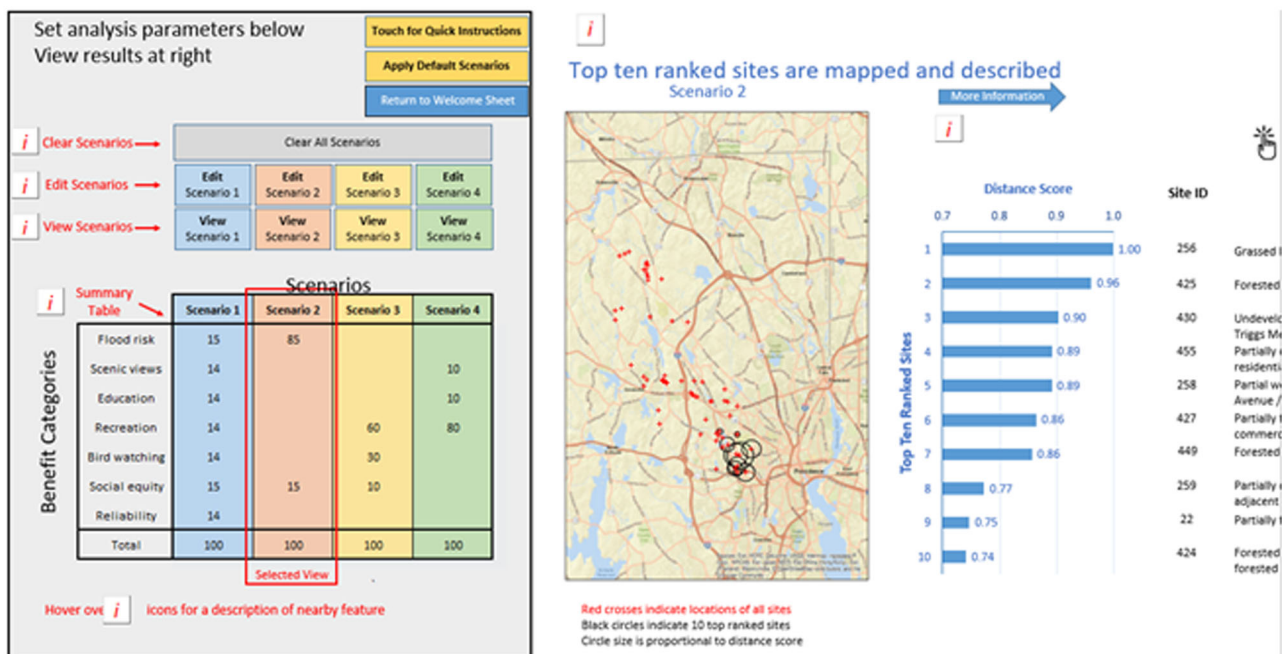 Set analysis parameters below
View results at right
Touch for Quick Instructions
Apply Default Scenarios
Return to Welcome Sheet
i Clear Scenarios
Clear All Scenarios
i Edit Scenarios
Edit Scenario 1
Edit Scenario 2
Edit Scenario 3
Edit Scenario 4
i View Scenarios
View Scenario 1
View Scenario 2
View Scenario 3
View Scenario 4
Scenarios
i Summary Table
Scenario 1 Scenario 2 Scenario 3 Scenario 4
Benefit Categories
Flood risk 15 85
Scenic views 14 10
Education 14 10
Recreation 14 60 80
Bird watching 14 30
Social equity 15 15 10
Reliability 14
Total 100 100 100 100
Selected View
Hover ove i icons for a description of nearby feature
i
Top ten ranked sites are mapped and described
Scenario 2
More Information
i
Providence
Red crosses indicate locations of all sites
Black circles indicate 10 top ranked sites
Circle size is proportional to distance score
Distance Score Site ID
0.7 0.8 0.9 1.0
Top Ten Ranked Sites
1 1.00 256 Grassed l
2 0.96 425 Forested
3 0.90 430 Undevelo
Triggs Me
4 0.89 455 Partially
residenti
5 0.89 258 Partial w
Avenue /
6 0.86 427 Partially
commerc
7 0.86 449 Forested
8 0.77 259 Partially
adjacent
9 0.75 22 Partially
10 0.74 424 Forested
forested